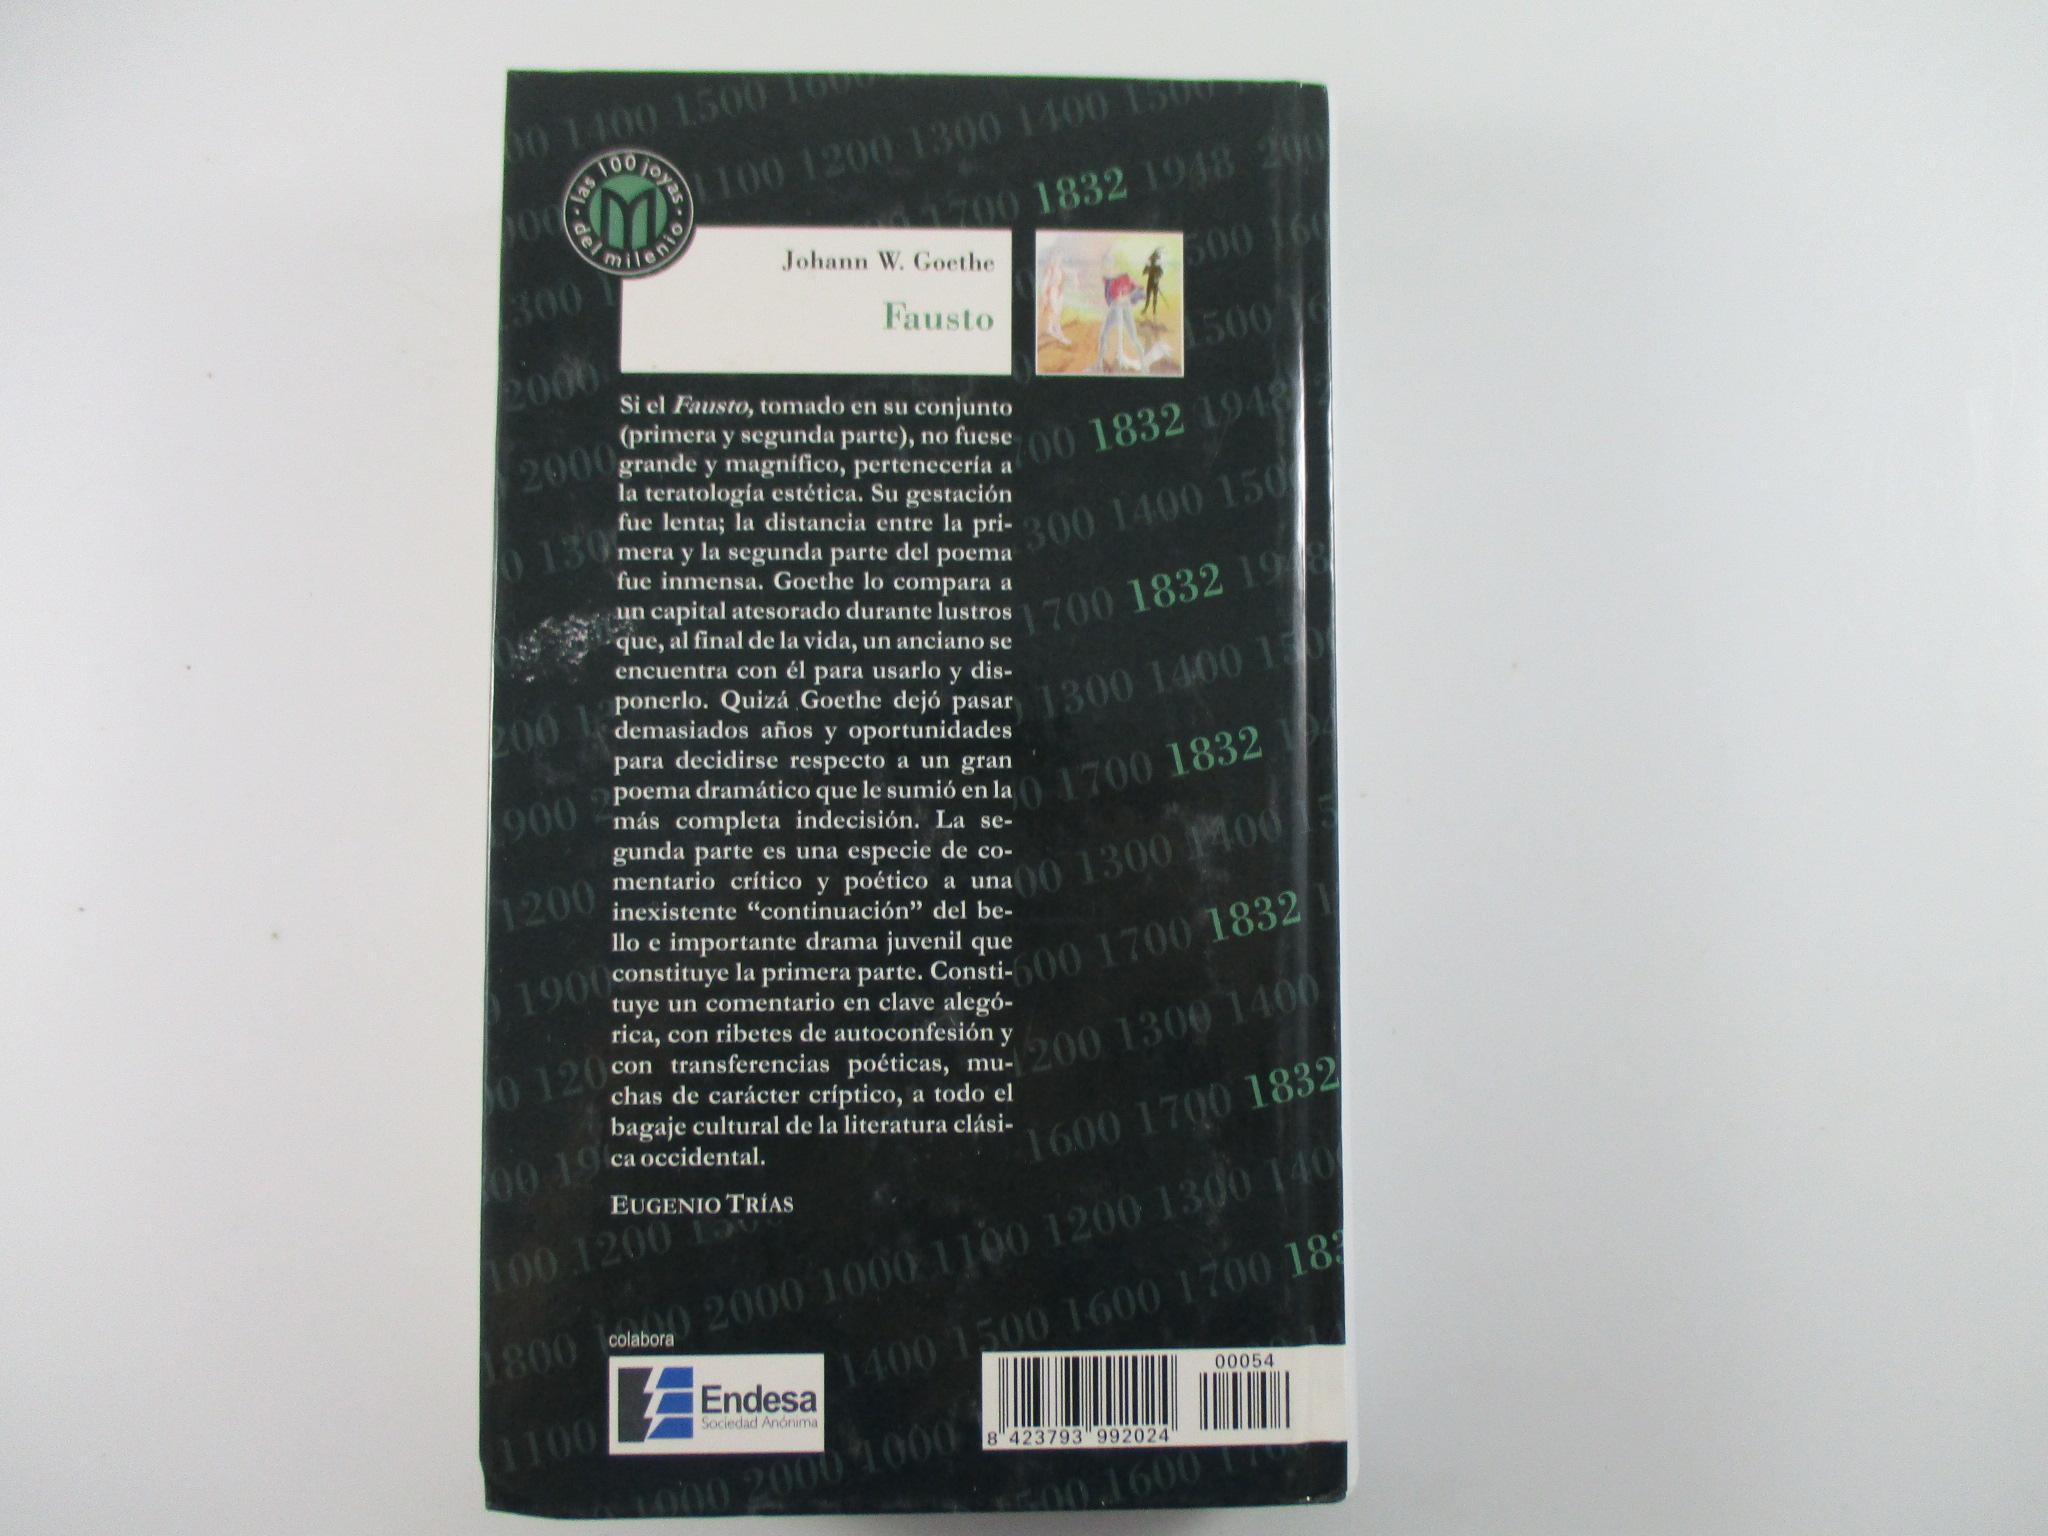 las 100 joyas
del milenio
M
Johann W. Goethe
Fausto
Si el Fausto, tomado en su conjunto
(primera y segunda parte), no fuese
grande y magnífico, pertenecería a
la teratología estética. Su gestación
fue lenta; la distancia entre la pri-
mera y la segunda parte del poema
fue inmensa. Goethe lo compara a
un capital atesorado durante lustros
que, al final de la vida, un anciano se
encuentra con él para usarlo y dis-
ponerlo. Quizá Goethe dejó pasar
demasiados años y oportunidades
para decidirse respecto a un gran
poema dramático que le sumió en la
más completa indecisión. La se-
gunda parte es una especie de co-
mentario crítico y poético a una
inexistente “continuación” del be-
llo e importante drama juvenil que
constituye la primera parte. Consti-
tuye un comentario en clave alegó-
rica, con ribetes de autoconfesión y
con transferencias poéticas, mu-
chas de carácter críptico, a todo el
bagaje cultural de la literatura clási-
ca occidental.
EUGENIO TRÍAS
1832
1832
1832
1832
1832
1832
colabora
Endesa
Sociedad Anónima
00054
8 423793 992024